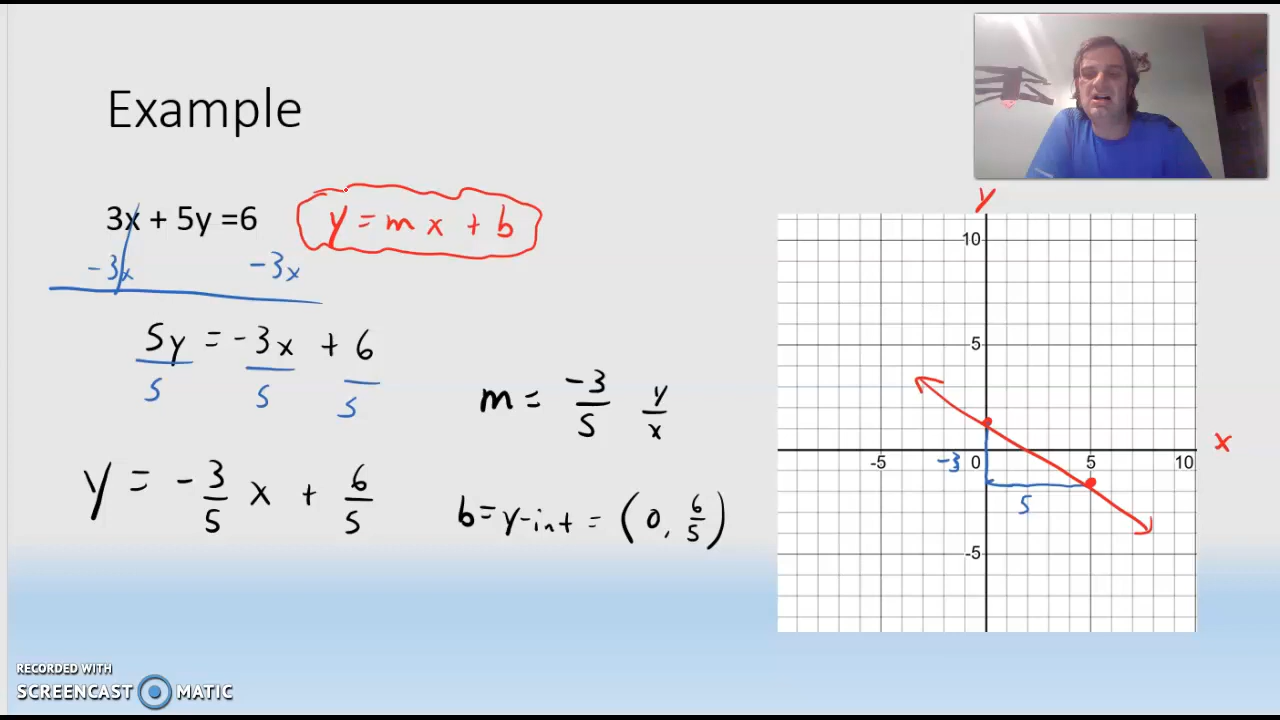 Example
3x + 5y =6
y = mx + b
-3x -3x
5y = -3x + 6
5 5 5
m = -3/5 y/x
y = -3/5 x + 6/5
b = y-int = (0, 6/5)
y
10
5
-5 0 5 10
x
-3
5
-5
RECORDED WITH
SCREENCAST MATIC